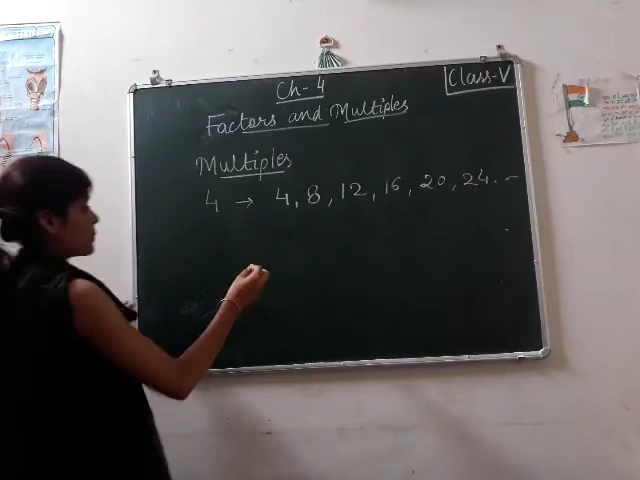 Ch-4
Class-V
Factors and Multiples
Multiples
4 → 4, 8, 12, 16, 20, 24. -